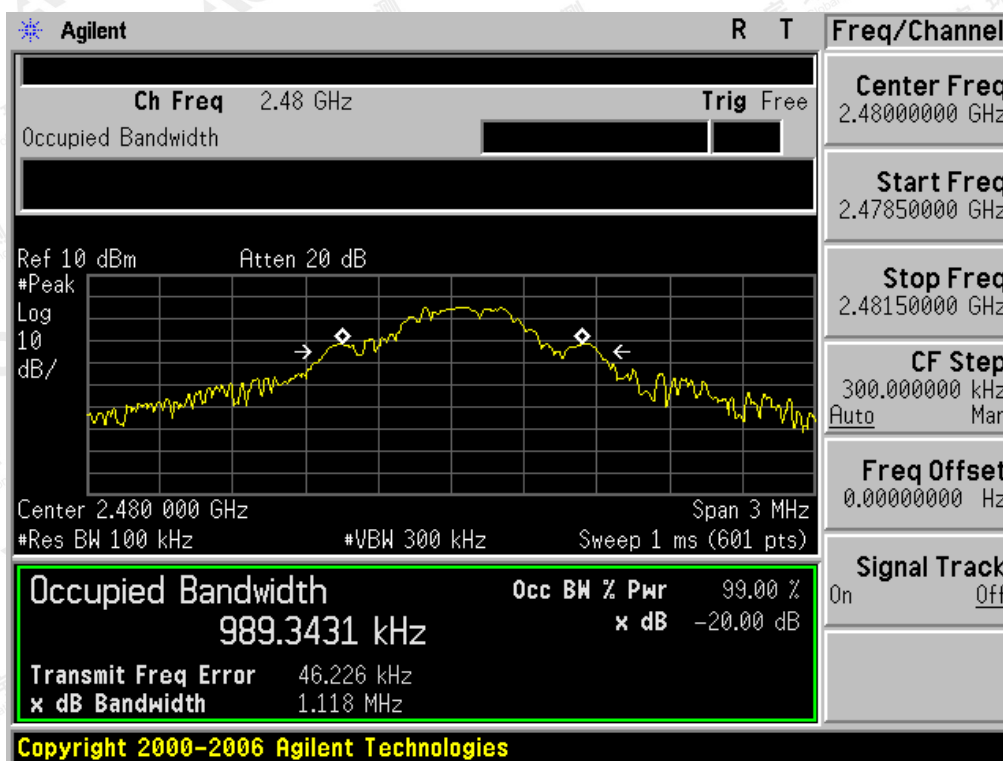 Agilent R T
Ch Freq 2.48 GHz Trig Free
Occupied Bandwidth
Ref 10 dBm Atten 20 dB
#Peak
Log
10
dB/
Center 2.480 000 GHz Span 3 MHz
#Res BW 100 kHz #VBW 300 kHz Sweep 1 ms (601 pts)
Occupied Bandwidth Occ BW % Pwr 99.00 %
989.3431 kHz x dB -20.00 dB
Transmit Freq Error 46.226 kHz
x dB Bandwidth 1.118 MHz
Copyright 2000-2006 Agilent Technologies
Freq/Channel
Center Freq
2.48000000 GHz
Start Freq
2.47850000 GHz
Stop Freq
2.48150000 GHz
CF Step
300.000000 kHz
Auto Man
Freq Offset
0.00000000 Hz
Signal Track
On Off